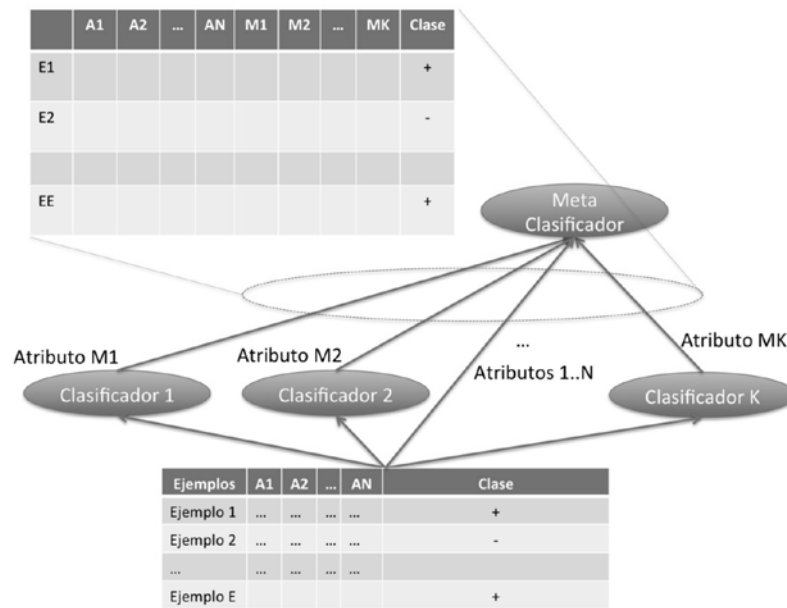 A1 A2 ... AN M1 M2 ... MK Clase
E1 +
E2 -
EE +
Meta
Clasificador
...
Atributo M1
Atributo M2
Atributos 1..N
Atributo MK
Clasificador 1
Clasificador 2
Clasificador K
Ejemplos A1 A2 ... AN Clase
Ejemplo 1 ... ... ... ... +
Ejemplo 2 ... ... ... ... -
... ... ... ... ...
Ejemplo E ... ... ... ... +